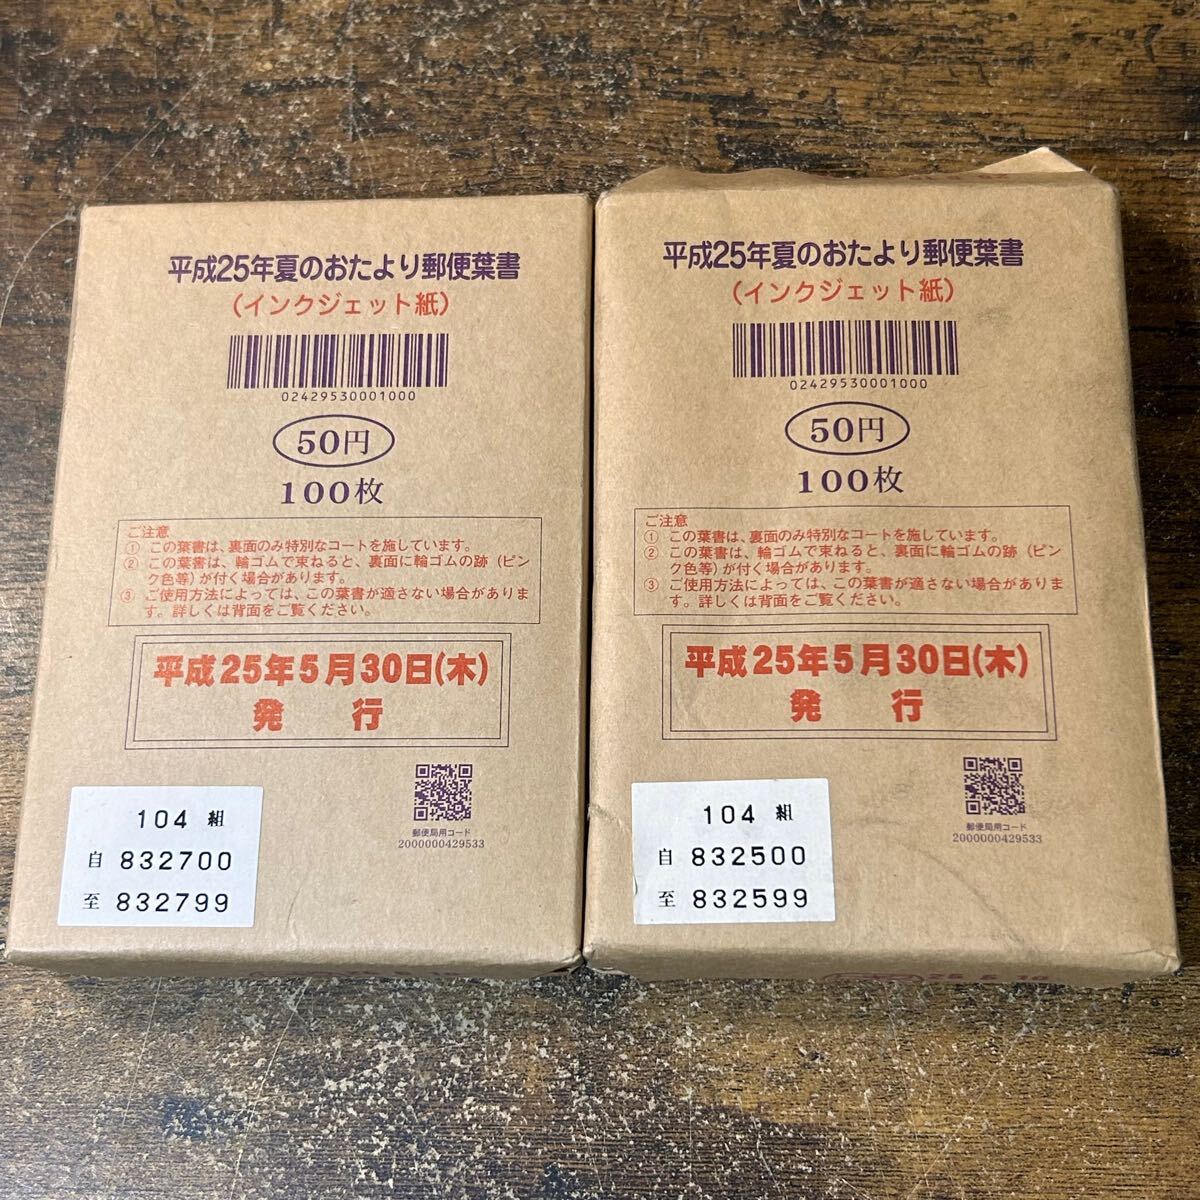 平成25年夏のおたより郵便葉書
(インクジェット紙)
02429530001000
50円
100枚
ご注意
① この葉書は、裏面のみ特別なコートを施しています。
② この葉書は、輪ゴムで束ねると、裏面に輪ゴムの跡(ピン
ク色等)が付く場合があります。
③ ご使用方法によっては、この葉書が適さない場合がありま
す。詳しくは背面をご覧ください。
平成25年5月30日(木)
発 行
郵便局用コード
2000000429533
104 組
自 832700
至 832799
平成25年夏のおたより郵便葉書
(インクジェット紙)
02429530001000
50円
100枚
ご注意
① この葉書は、裏面のみ特別なコートを施しています。
② この葉書は、輪ゴムで束ねると、裏面に輪ゴムの跡(ピン
ク色等)が付く場合があります。
③ ご使用方法によっては、この葉書が適さない場合がありま
す。詳しくは背面をご覧ください。
平成25年5月30日(木)
発 行
郵便局用コード
2000000429533
104 組
自 832500
至 832599
25.5.10